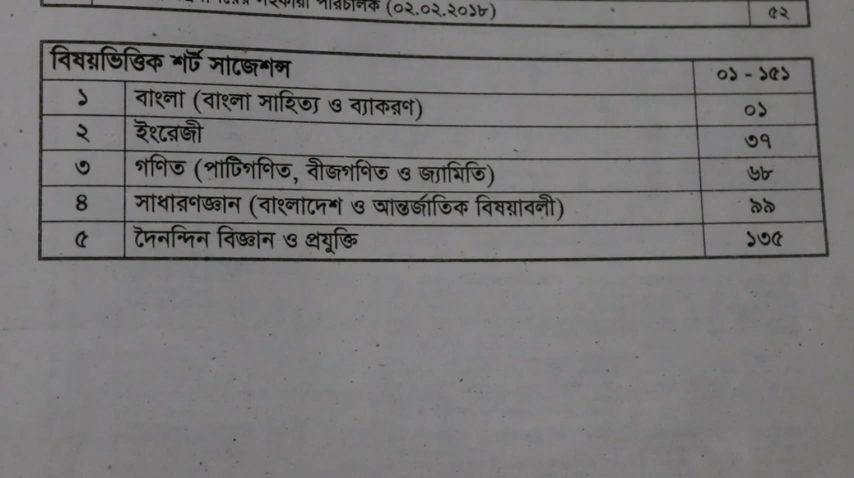 সহকারী পরিচালক (০২.০২.২০১৮) ৫২
বিষয়ভিত্তিক শর্ট সাজেশন্স ০১ - ১৫১
১ বাংলা (বাংলা সাহিত্য ও ব্যাকরণ) ০১
২ ইংরেজী ৩৭
৩ গণিত (পাটিগণিত, বীজগণিত ও জ্যামিতি) ৬৮
৪ সাধারণজ্ঞান (বাংলাদেশ ও আন্তর্জাতিক বিষয়াবলী) ৯৯
৫ দৈনন্দিন বিজ্ঞান ও প্রযুক্তি ১৩৫